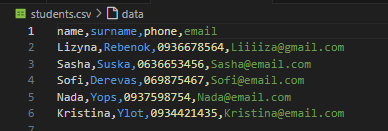 students.csv > data
1 name,surname,phone,email
2 Lizyna,Rebenok,0936678564,Liiiiza@gmail.com
3 Sasha,Suska,0636653456,Sasha@email.com
4 Sofi,Derevas,069875467,Sofi@email.com
5 Nada,Yops,0937598754,Nada@email.com
6 Kristina,Ylot,0934421435,Kristina@email.com